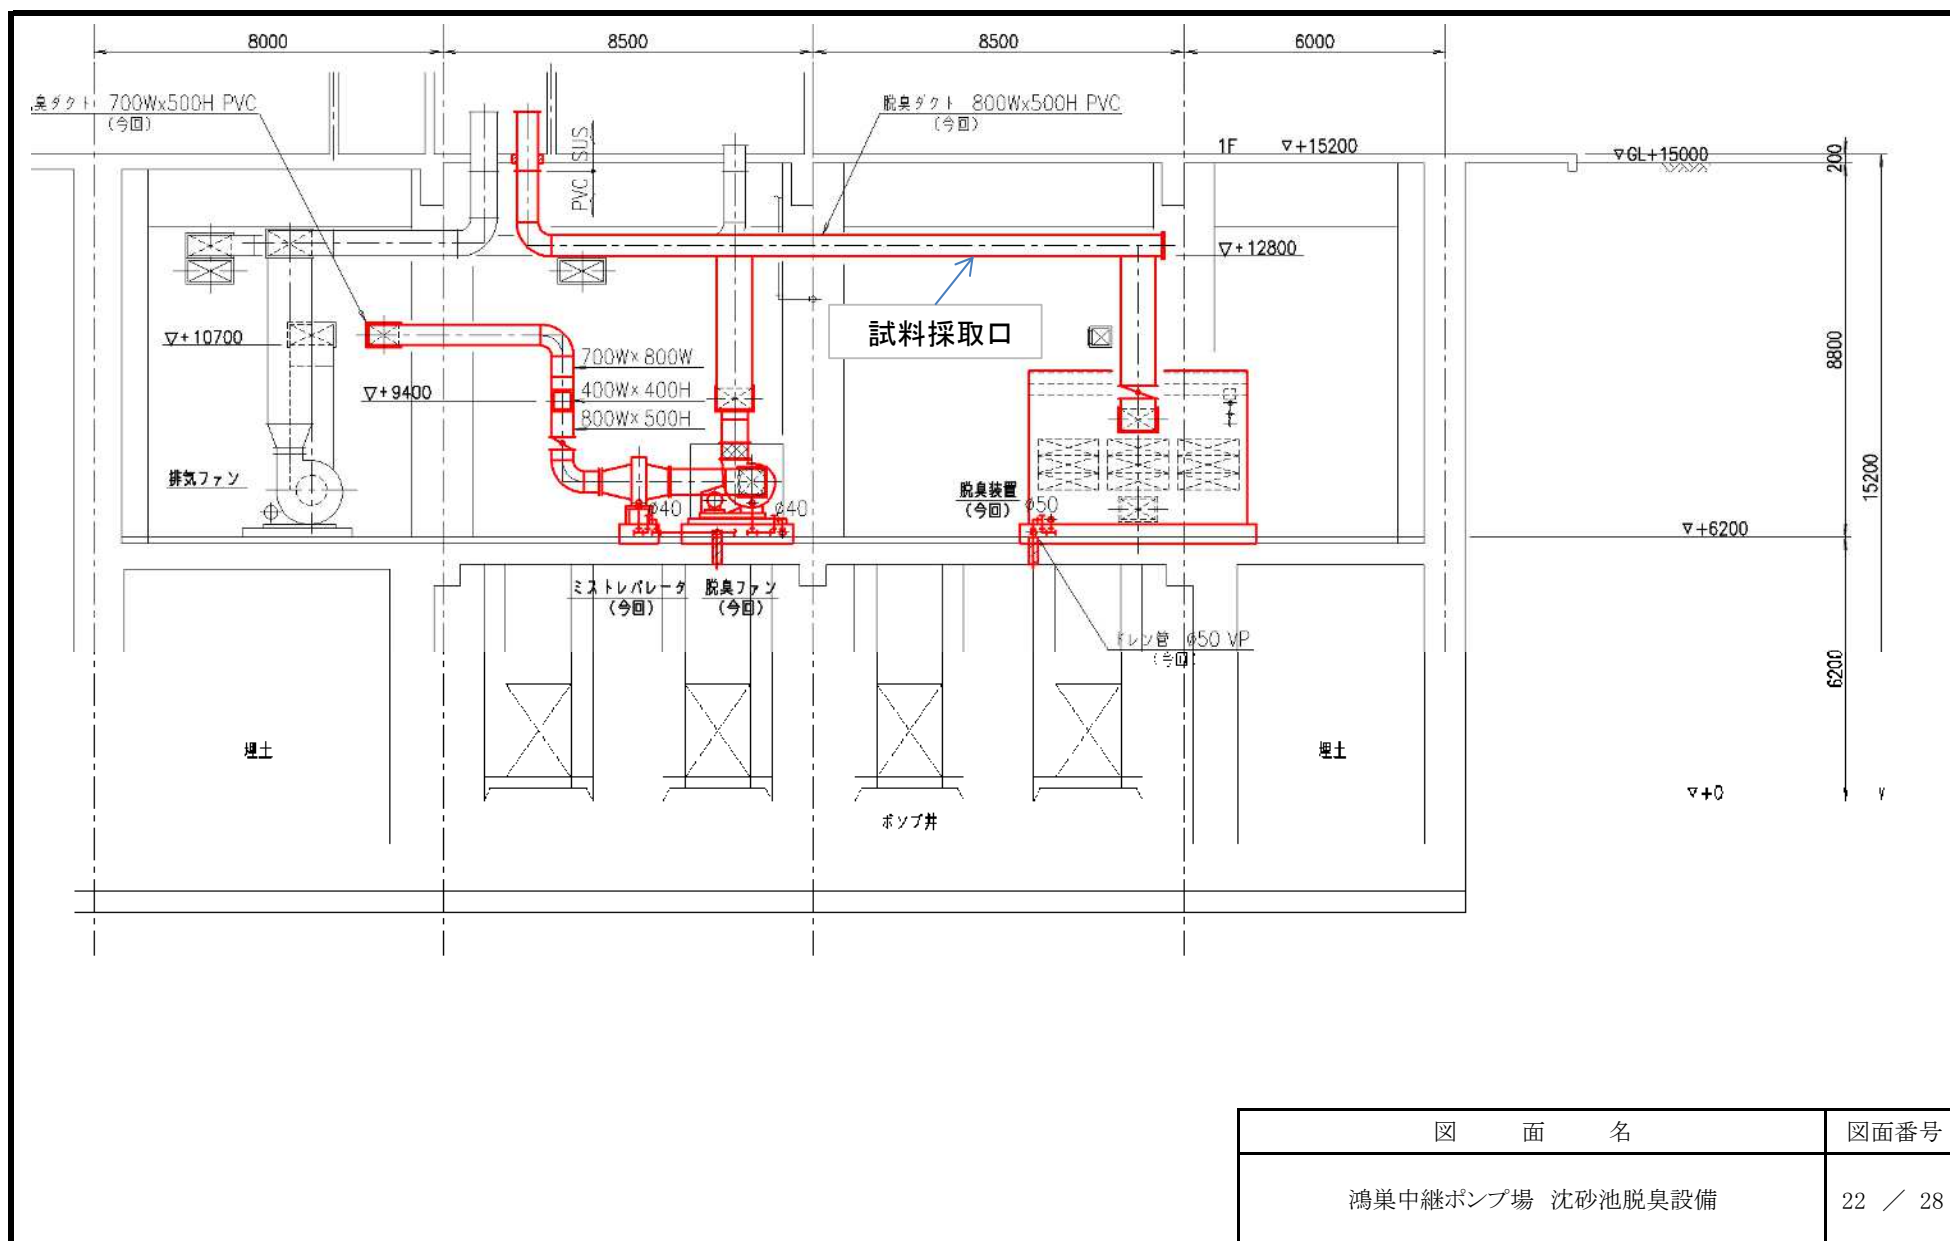 8000
8500
8500
6000
臭ダクト 700Wx500H PVC
(今回)
脱臭ダクト 800Wx500H PVC
(今回)
SUS
PVC
1F ▽+15200
▽GL+15000
200
▽+12800
試料採取口
▽+10700
700W×800W
▽+9400
400W×400H
800W×500H
8800
15200
排気ファン
脱臭装置
(今回)
φ50
φ40
φ40
▽+6200
ミストレパレータ
(今回)
脱臭ファン
(今回)
ドレン管 φ50 VP
(今回)
6200
埋土
埋土
▽+0
ポンプ井
図 面 名
図面番号
鴻巣中継ポンプ場 沈砂池脱臭設備
22 ／ 28